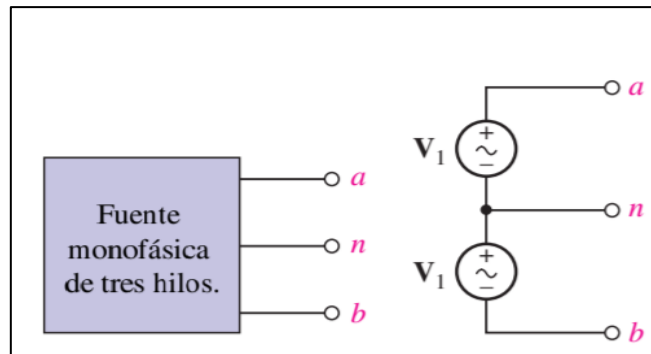 Fuente
monofásica
de tres hilos.
a
n
b
a
V1
+
−
n
V1
+
−
b